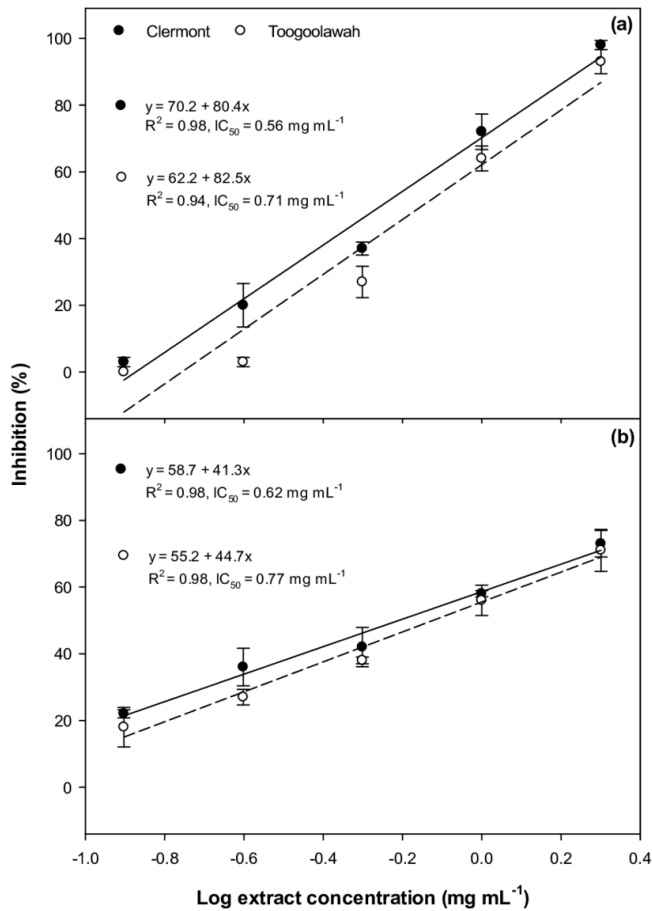 (a)
Clermont Toogoolawah
100
80
60
40
20
0
y = 70.2 + 80.4x
R² = 0.98, IC₅₀ = 0.56 mg mL⁻¹
y = 62.2 + 82.5x
R² = 0.94, IC₅₀ = 0.71 mg mL⁻¹
Inhibition (%)
(b)
100
80
60
40
20
0
y = 58.7 + 41.3x
R² = 0.98, IC₅₀ = 0.62 mg mL⁻¹
y = 55.2 + 44.7x
R² = 0.98, IC₅₀ = 0.77 mg mL⁻¹
-1.0 -0.8 -0.6 -0.4 -0.2 0.0 0.2 0.4
Log extract concentration (mg mL⁻¹)